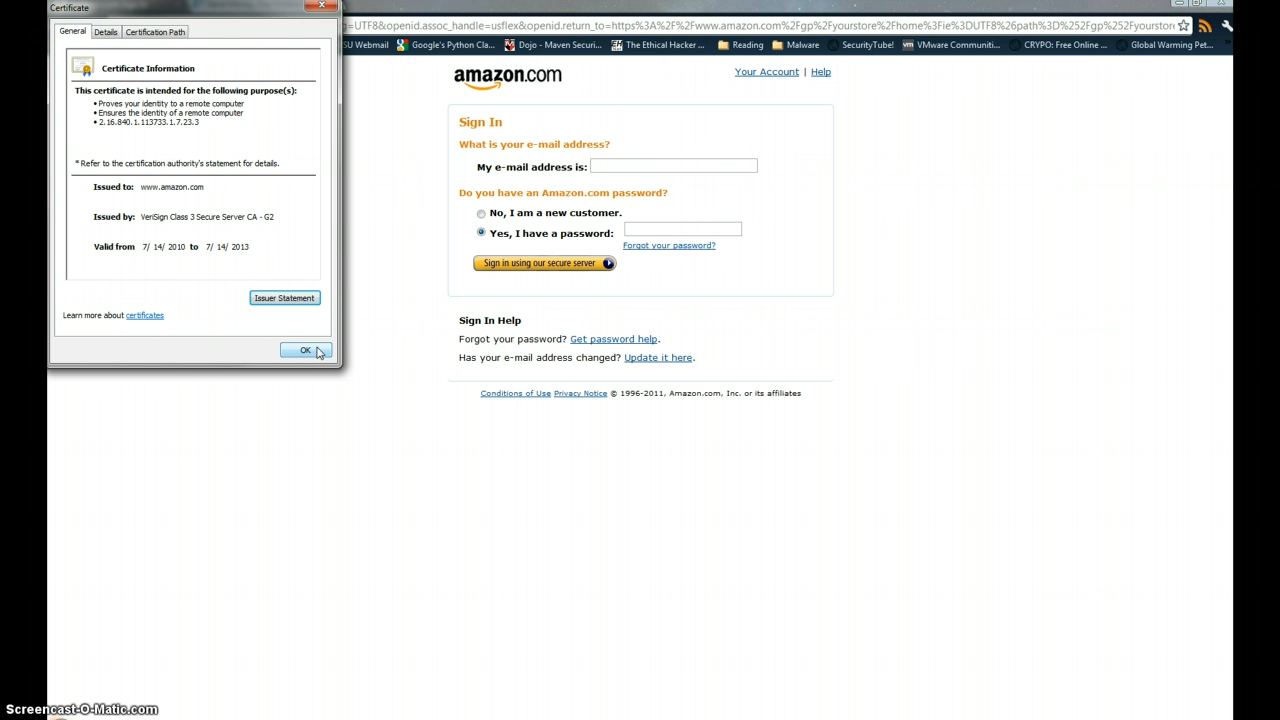 Certificate
General Details Certification Path
Certificate Information
This certificate is intended for the following purpose(s):
• Proves your identity to a remote computer
• Ensures the identity of a remote computer
• 2.16.840.1.113733.1.7.23.3
* Refer to the certification authority's statement for details.
Issued to: www.amazon.com
Issued by: VeriSign Class 3 Secure Server CA - G2
Valid from 7/ 14/ 2010 to 7/ 14/ 2013
Issuer Statement
Learn more about certificates
OK
=UTF8&openid.assoc_handle=usflex&openid.return_to=https%3A%2F%2Fwww.amazon.com%2Fgp%2Fyourstore%2Fhome%3Fie%3DUTF8%26path%3D%252Fgp%252Fyourstore
SU Webmail Google's Python Cla... Dojo - Maven Securi... The Ethical Hacker ... Reading Malware SecurityTube! VMware Communiti... CRYPO: Free Online ... Global Warming Pet...
amazon.com
Your Account | Help
Sign In
What is your e-mail address?
My e-mail address is:
Do you have an Amazon.com password?
No, I am a new customer.
Yes, I have a password:
Forgot your password?
Sign in using our secure server
Sign In Help
Forgot your password? Get password help.
Has your e-mail address changed? Update it here.
Conditions of Use Privacy Notice © 1996-2011, Amazon.com, Inc. or its affiliates
Screencast-O-Matic.com